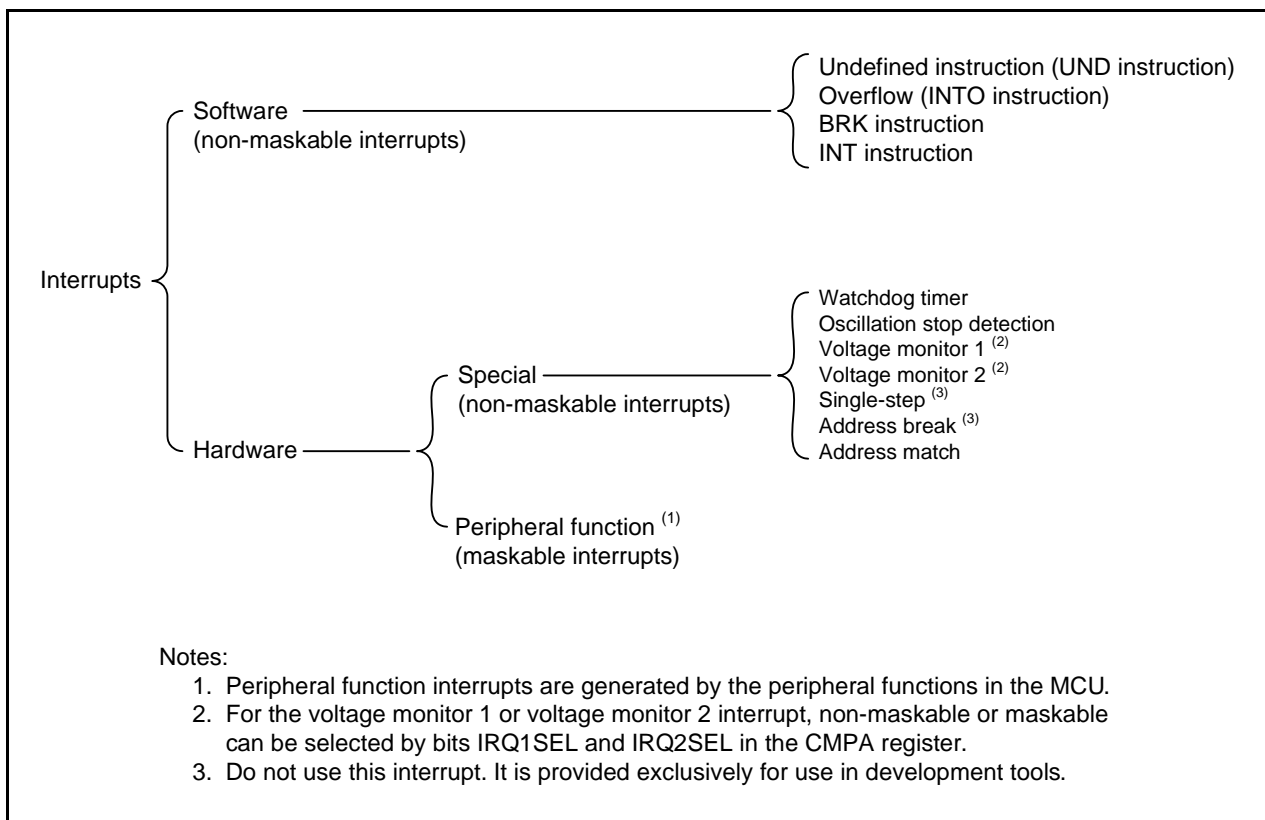 Undefined instruction (UND instruction)
Overflow (INTO instruction)
BRK instruction
INT instruction
Software
(non-maskable interrupts)
Interrupts
Watchdog timer
Oscillation stop detection
Voltage monitor 1 (2)
Voltage monitor 2 (2)
Single-step (3)
Address break (3)
Address match
Special
(non-maskable interrupts)
Hardware
Peripheral function (1)
(maskable interrupts)
Notes:
1. Peripheral function interrupts are generated by the peripheral functions in the MCU.
2. For the voltage monitor 1 or voltage monitor 2 interrupt, non-maskable or maskable
can be selected by bits IRQ1SEL and IRQ2SEL in the CMPA register.
3. Do not use this interrupt. It is provided exclusively for use in development tools.